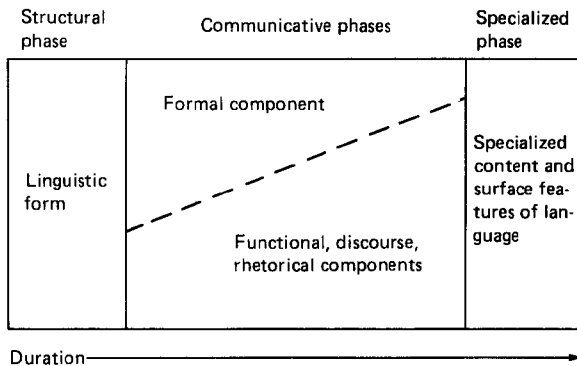 Structural
phase
Communicative phases
Specialized
phase
Formal component
Linguistic
form
Functional, discourse,
rhetorical components
Specialized
content and
surface fea-
tures of lan-
guage
Duration